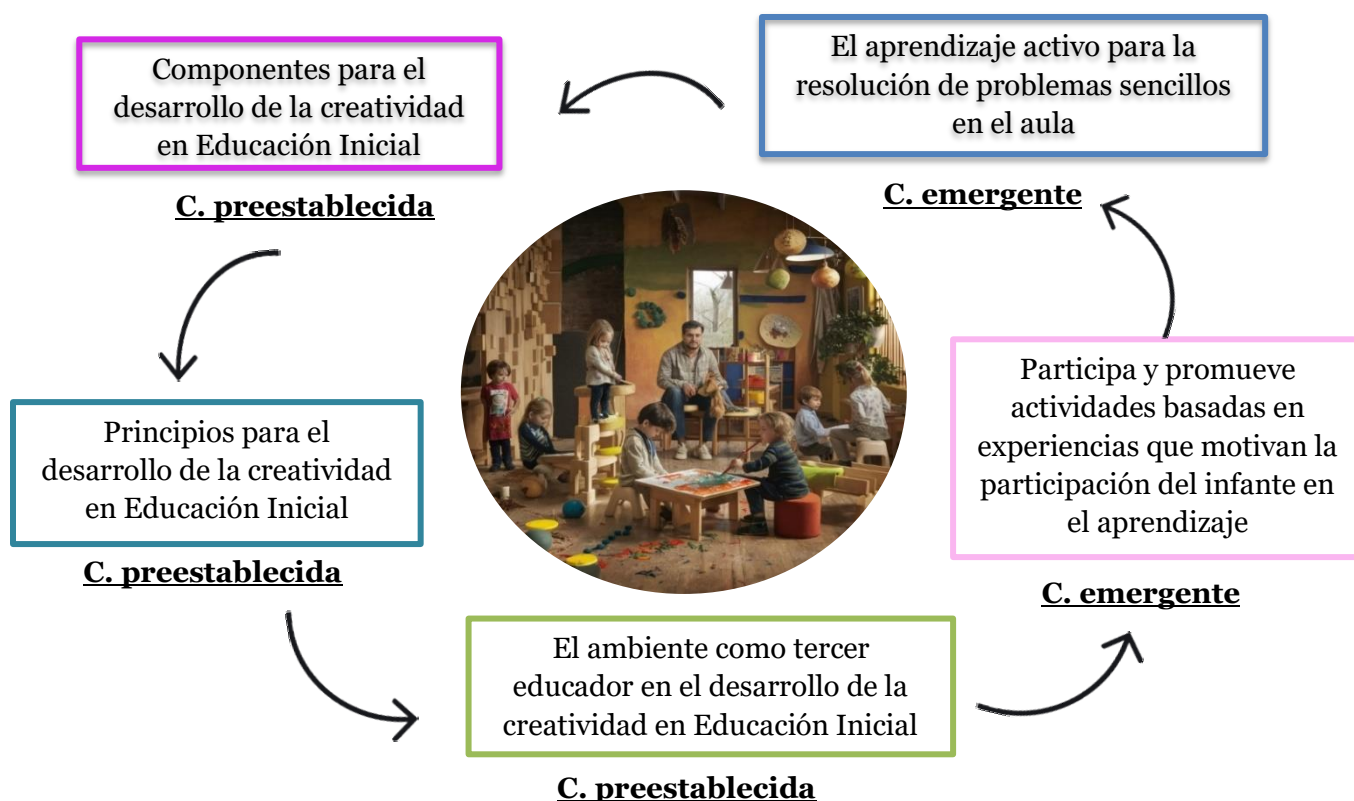 Componentes para el
desarrollo de la creatividad
en Educación Inicial
C. preestablecida
El aprendizaje activo para la
resolución de problemas sencillos
en el aula
C. emergente
Principios para el
desarrollo de la creatividad
en Educación Inicial
C. preestablecida
Participa y promueve
actividades basadas en
experiencias que motivan la
participación del infante en
el aprendizaje
C. emergente
El ambiente como tercer
educador en el desarrollo de la
creatividad en Educación Inicial
C. preestablecida